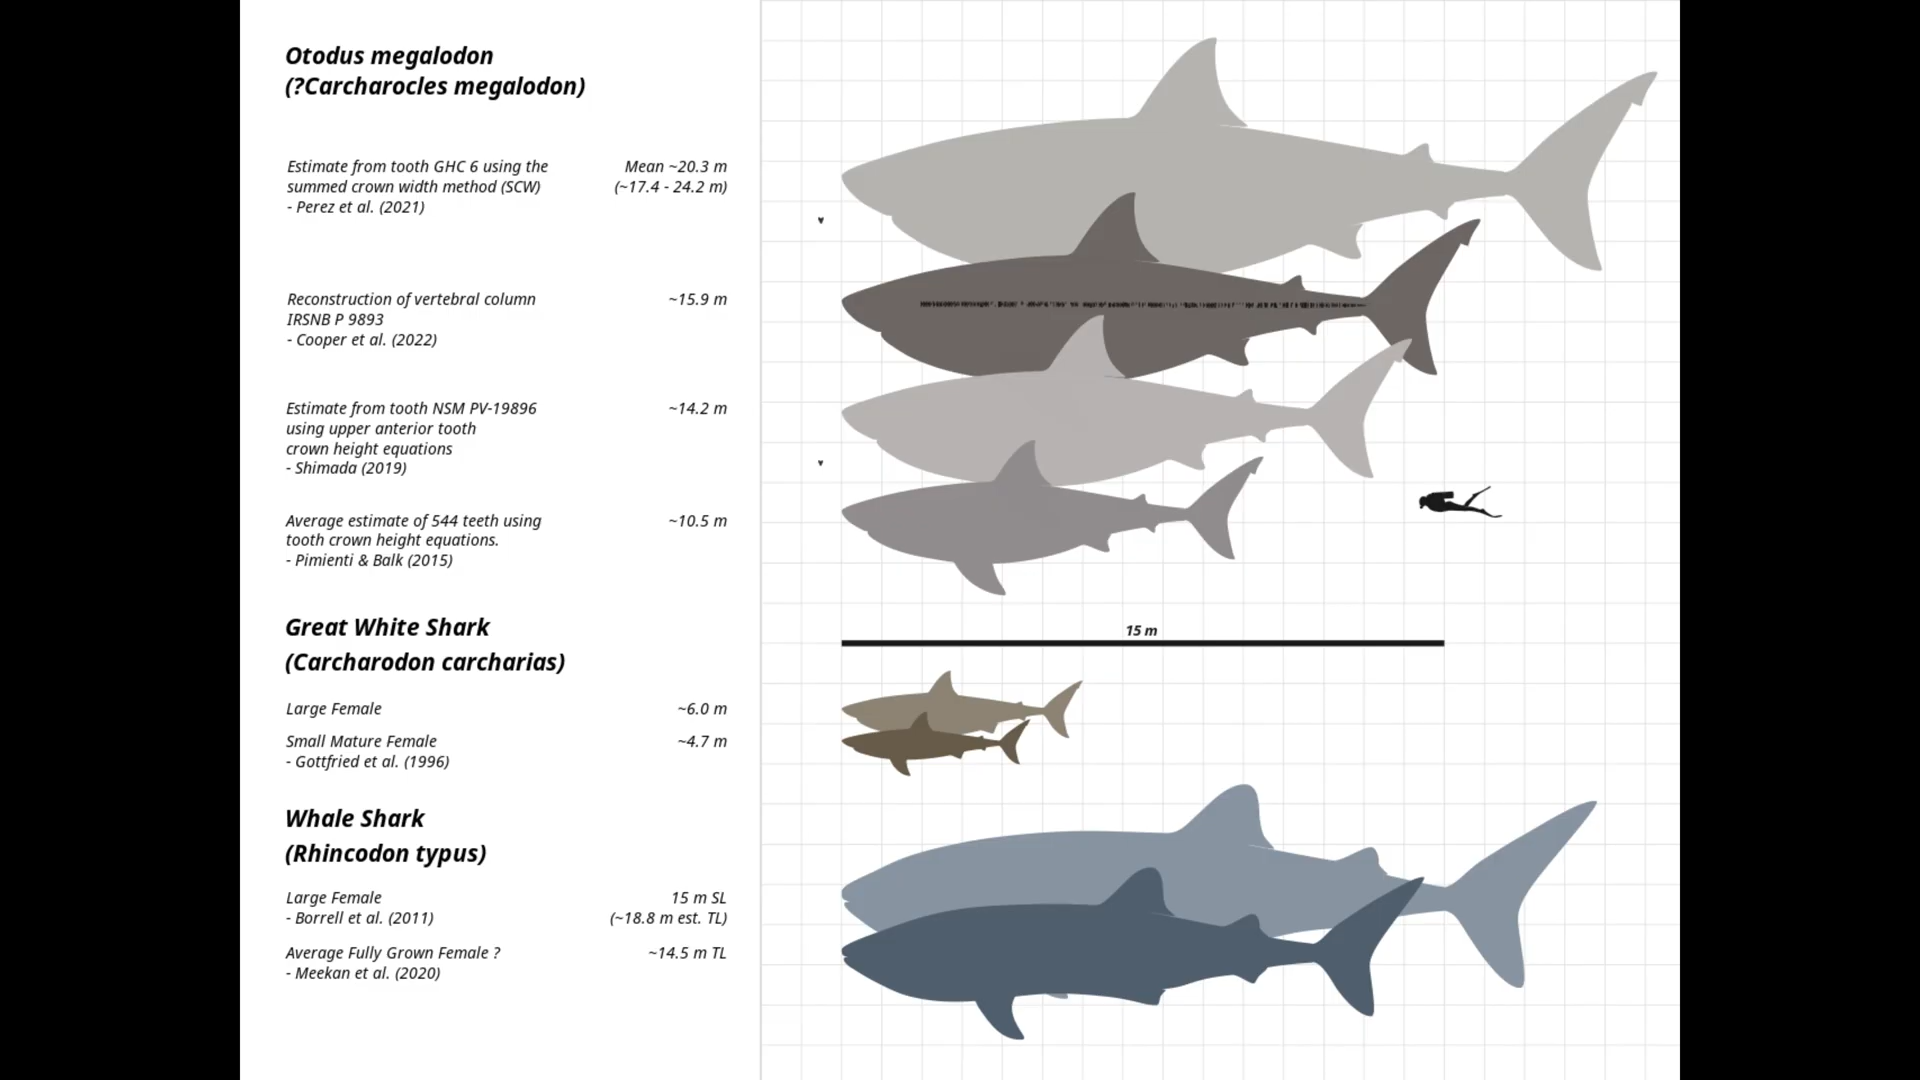 Otodus megalodon
(?Carcharocles megalodon)
Estimate from tooth GHC 6 using the
summed crown width method (SCW)
- Perez et al. (2021)
Mean ~20.3 m
(~17.4 - 24.2 m)
Reconstruction of vertebral column
IRSNB P 9893
- Cooper et al. (2022)
~15.9 m
Estimate from tooth NSM PV-19896
using upper anterior tooth
crown height equations
- Shimada (2019)
~14.2 m
Average estimate of 544 teeth using
tooth crown height equations.
- Pimienti & Balk (2015)
~10.5 m
15 m
Great White Shark
(Carcharodon carcharias)
Large Female
~6.0 m
Small Mature Female
- Gottfried et al. (1996)
~4.7 m
Whale Shark
(Rhincodon typus)
Large Female
- Borrell et al. (2011)
15 m SL
(~18.8 m est. TL)
Average Fully Grown Female ?
- Meekan et al. (2020)
~14.5 m TL